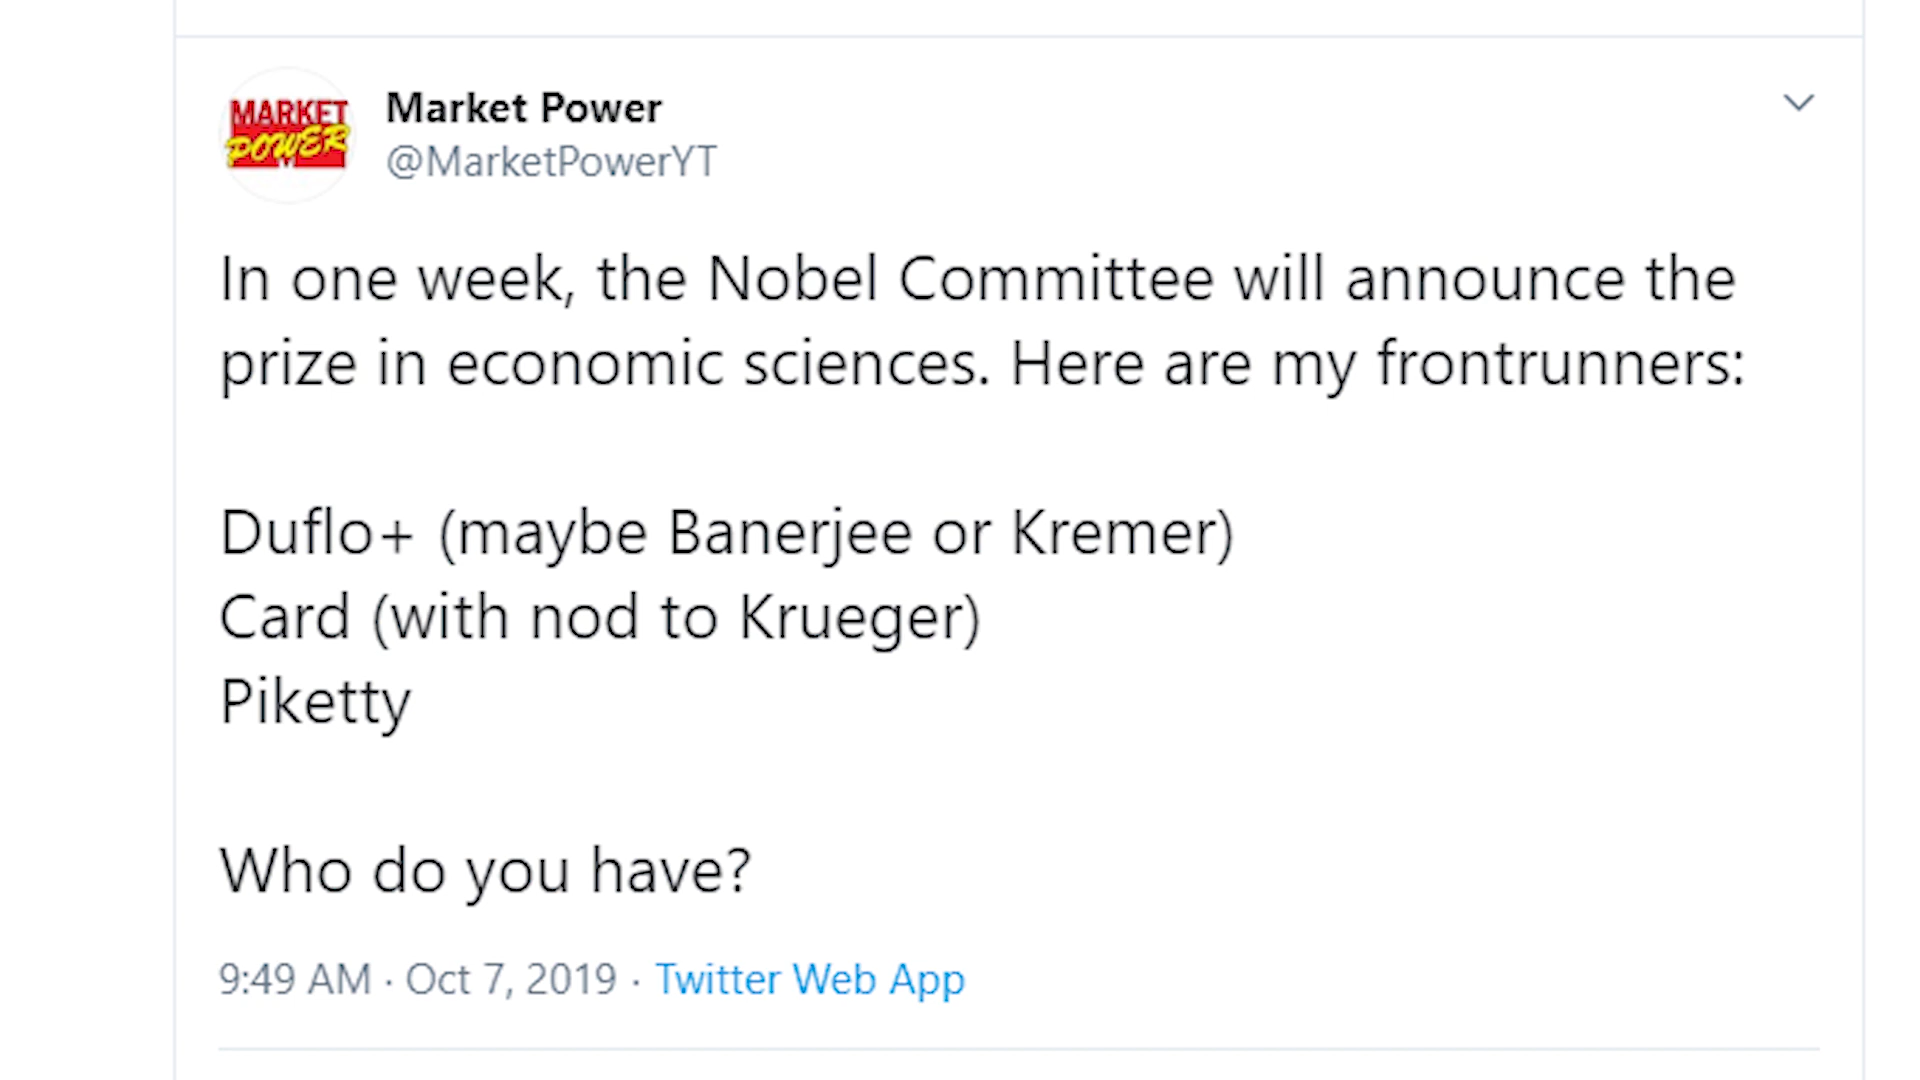 MARKET
POWER
Market Power
@MarketPowerYT
In one week, the Nobel Committee will announce the
prize in economic sciences. Here are my frontrunners:
Duflo+ (maybe Banerjee or Kremer)
Card (with nod to Krueger)
Piketty
Who do you have?
9:49 AM · Oct 7, 2019 · Twitter Web App